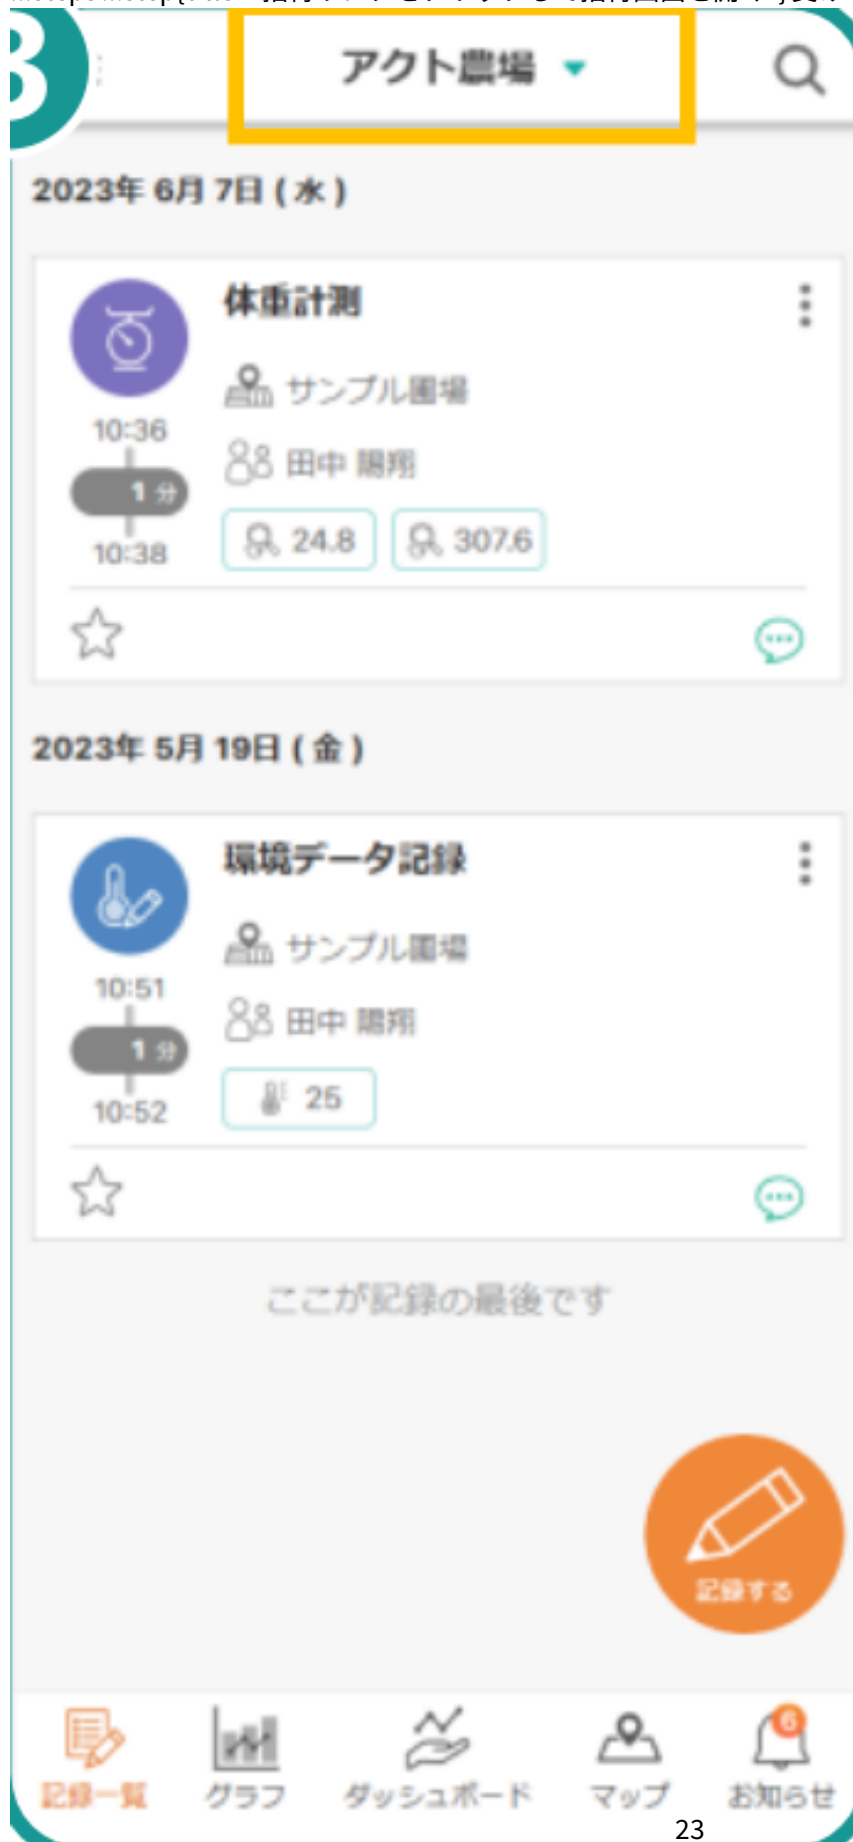 3
アクト農場
2023年 6月 7日 ( 水 )
体重計測
サンプル圃場
10:36
田中 陽翔
1 分
24.8 307.6
10:38
2023年 5月 19日 ( 金 )
環境データ記録
サンプル圃場
10:51
田中 陽翔
1 分
25
10:52
ここが記録の最後です
記録する
6
記録一覧 グラフ ダッシュボード マップ お知らせ
23